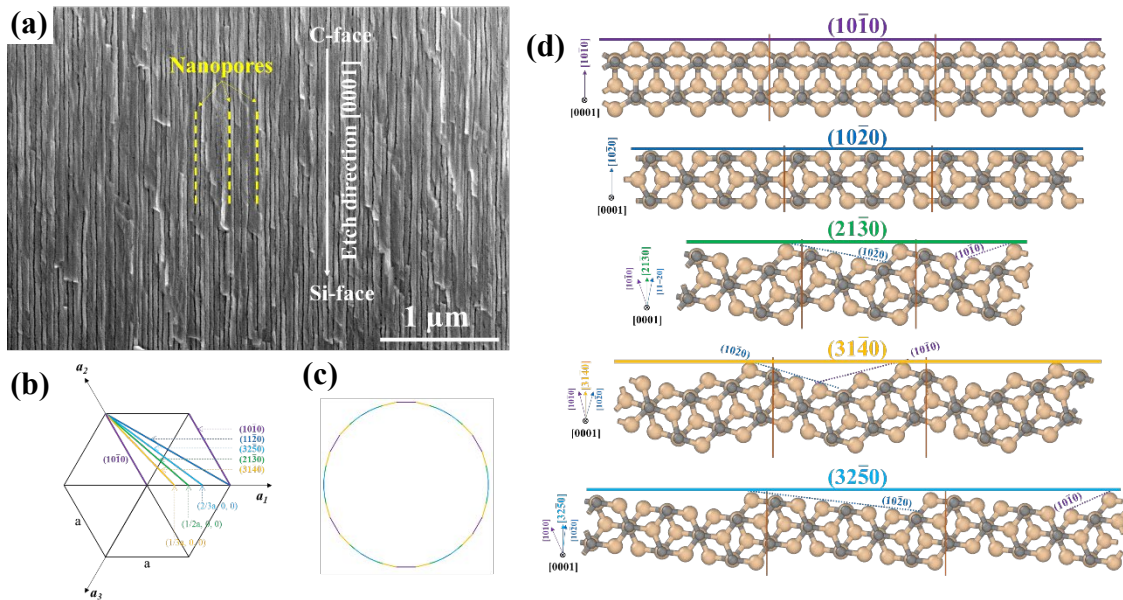 (a)
C-face
Nanopores
Etch direction [0001]
Si-face
1 µm
(b)
a₂
(101̅0)
(112̅0)
(325̅0)
(213̅0)
(314̅0)
(101̅0)
a₁
(2/3a, 0, 0)
a
(1/2a, 0, 0)
(1/3a, 0, 0)
a
a₃
(c)
(d)
(101̅0)
[101̅0]
[0001]
(102̅0)
[102̅0]
[0001]
(213̅0)
(102̅0)
(101̅0)
[101̅0]
[213̅0]
[11-20]
[0001]
(314̅0)
(102̅0)
(101̅0)
[101̅0]
[314̅0]
[102̅0]
[0001]
(325̅0)
(102̅0)
(101̅0)
[101̅0]
[325̅0]
[102̅0]
[0001]